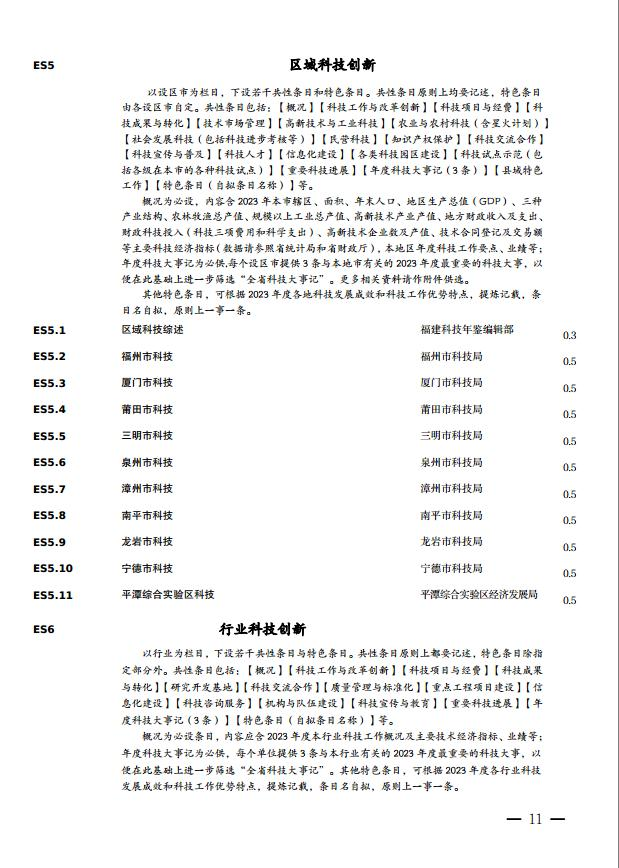 ES5 区域科技创新
以设区市为栏目，下设若干共性条目和特色条目。共性条目原则上均要记述，特色条目
由各设区市自定。共性条目包括：【概况】【科技工作与改革创新】【科技项目与经费】【科
技成果与转化】【技术市场管理】【高新技术与工业科技】【农业与农村科技（含星火计划）】
【社会发展科技（包括科技进步考核等）】【民营科技】【知识产权保护】【科技交流合作】
【科技宣传与普及】【科技人才】【信息化建设】【各类科技园区建设】【科技试点示范（包
括各级在本市的各种科技试点）】【重要科技进展】【年度科技大事记（3条）】【县域特色
工作】【特色条目（自拟条目名称）】等。
概况为必设，内容含 2023 年本市辖区、面积、年末人口、地区生产总值（GDP）、三种
产业结构、农林牧渔总产值、规模以上工业总产值、高新技术产业产值、地方财政收入及支出、
财政科技投入（科技三项费用和科学支出）、高新技术企业数及产值、技术合同登记及交易额
等主要科技经济指标（数据请参照省统计局和省财政厅），本地区年度科技工作要点、业绩等；
年度科技大事记为必供,每个设区市提供 3 条与本地市有关的 2023 年度最重要的科技大事，以
便在此基础上进一步筛选“全省科技大事记”。更多相关资料请作附件供选。
其他特色条目，可根据 2023 年度各地科技发展成效和科技工作优势特点，提炼记载，条
目名自拟，原则上一事一条。
ES5.1 区域科技综述 福建科技年鉴编辑部 0.3
ES5.2 福州市科技 福州市科技局 0.5
ES5.3 厦门市科技 厦门市科技局 0.5
ES5.4 莆田市科技 莆田市科技局 0.5
ES5.5 三明市科技 三明市科技局 0.5
ES5.6 泉州市科技 泉州市科技局 0.5
ES5.7 漳州市科技 漳州市科技局 0.5
ES5.8 南平市科技 南平市科技局 0.5
ES5.9 龙岩市科技 龙岩市科技局 0.5
ES5.10 宁德市科技 宁德市科技局 0.5
ES5.11 平潭综合实验区科技 平潭综合实验区经济发展局 0.5
ES6 行业科技创新
以行业为栏目，下设若干共性条目与特色条目。共性条目原则上都要记述，特色条目除指
定部分外。共性条目包括：【概况】【科技工作与改革创新】【科技项目与经费】【科技成果
与转化】【研究开发基地】【科技交流合作】【质量管理与标准化】【重点工程项目建设】【信
息化建设】【科技咨询服务】【机构与队伍建设】【科技宣传与教育】【重要科技进展】【年
度科技大事记（3条）】【特色条目（自拟条目名称）】等。
概况为必设条目，内容应含 2023 年度本行业科技工作概况及主要技术经济指标、业绩等；
年度科技大事记为必供，每个单位提供 3 条与本行业有关的 2023 年度最重要的科技大事，以
便在此基础上进一步筛选“全省科技大事记”。其他特色条目，可根据 2023 年度各行业科技
发展成效和科技工作优势特点，提炼记载，条目名自拟，原则上一事一条。
— 11 —